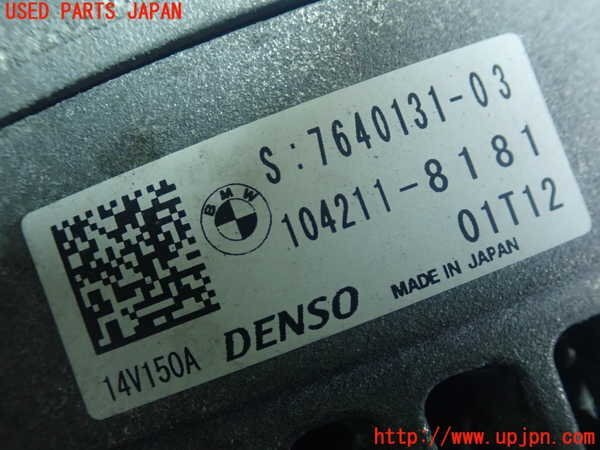 USED PARTS JAPAN
S:7640131-03
BMW
104211-8181
01T12
DENSO
MADE IN JAPAN
14V150A
http://www.upjpn.com